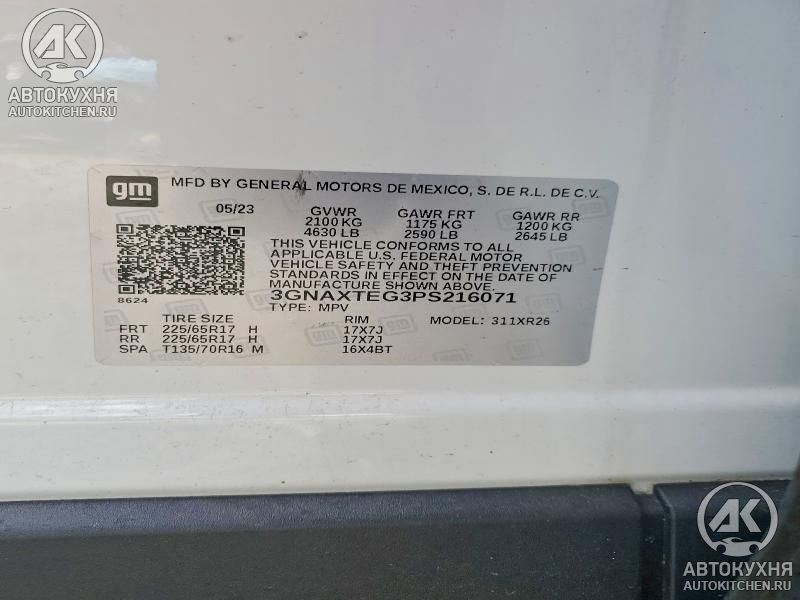 AK
АВТОКУХНЯ
AUTOKITCHEN.RU
gm MFD BY GENERAL MOTORS DE MEXICO, S. DE R.L. DE C.V.
05/23 GVWR GAWR FRT GAWR RR
2100 KG 1175 KG 1200 KG
4630 LB 2590 LB 2645 LB
THIS VEHICLE CONFORMS TO ALL
APPLICABLE U.S. FEDERAL MOTOR
VEHICLE SAFETY AND THEFT PREVENTION
STANDARDS IN EFFECT ON THE DATE OF
MANUFACTURE SHOWN ABOVE.
8624 3GNAXTEG3PS216071
TYPE: MPV MODEL: 311XR26
TIRE SIZE RIM
FRT 225/65R17 H 17X7J
RR 225/65R17 H 17X7J
SPA T135/70R16 M 16X4BT
AK
АВТОКУХНЯ
AUTOKITCHEN.RU